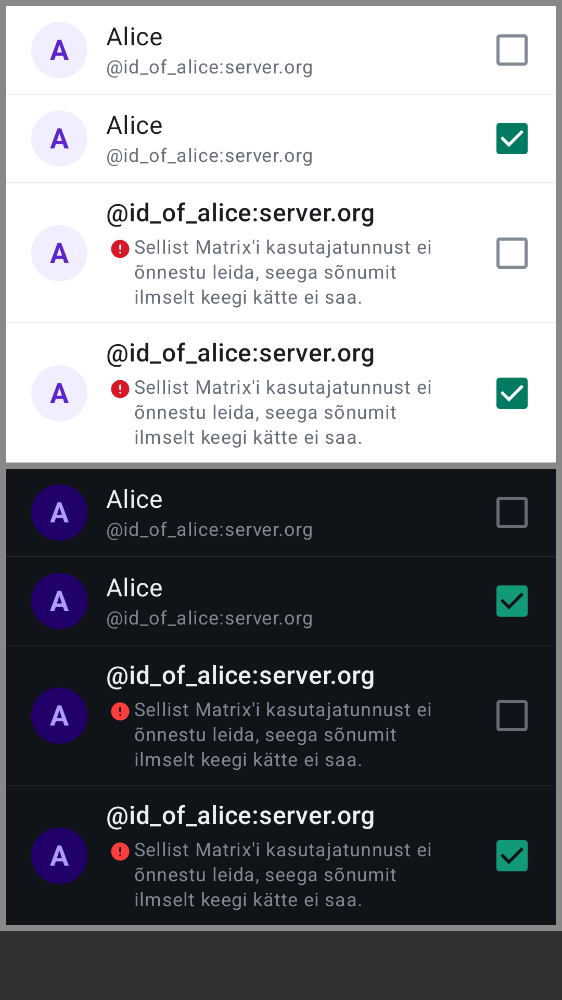 A
Alice
@id_of_alice:server.org
A
Alice
@id_of_alice:server.org
A
@id_of_alice:server.org
Sellist Matrix'i kasutajatunnust ei
õnnestu leida, seega sõnumit
ilmselt keegi kätte ei saa.
A
@id_of_alice:server.org
Sellist Matrix'i kasutajatunnust ei
õnnestu leida, seega sõnumit
ilmselt keegi kätte ei saa.
A
Alice
@id_of_alice:server.org
A
Alice
@id_of_alice:server.org
A
@id_of_alice:server.org
Sellist Matrix'i kasutajatunnust ei
õnnestu leida, seega sõnumit
ilmselt keegi kätte ei saa.
A
@id_of_alice:server.org
Sellist Matrix'i kasutajatunnust ei
õnnestu leida, seega sõnumit
ilmselt keegi kätte ei saa.